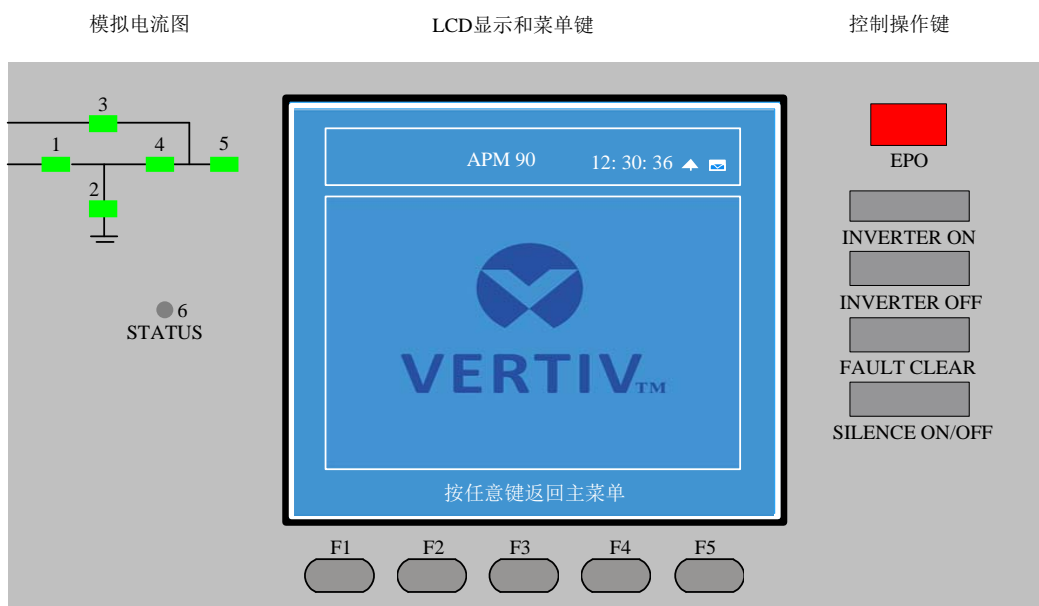 模拟电流图
LCD显示和菜单键
控制操作键
3
1
4
5
2
6
STATUS
APM 90
12: 30: 36
VERTIV TM
按任意键返回主菜单
F1
F2
F3
F4
F5
EPO
INVERTER ON
INVERTER OFF
FAULT CLEAR
SILENCE ON/OFF